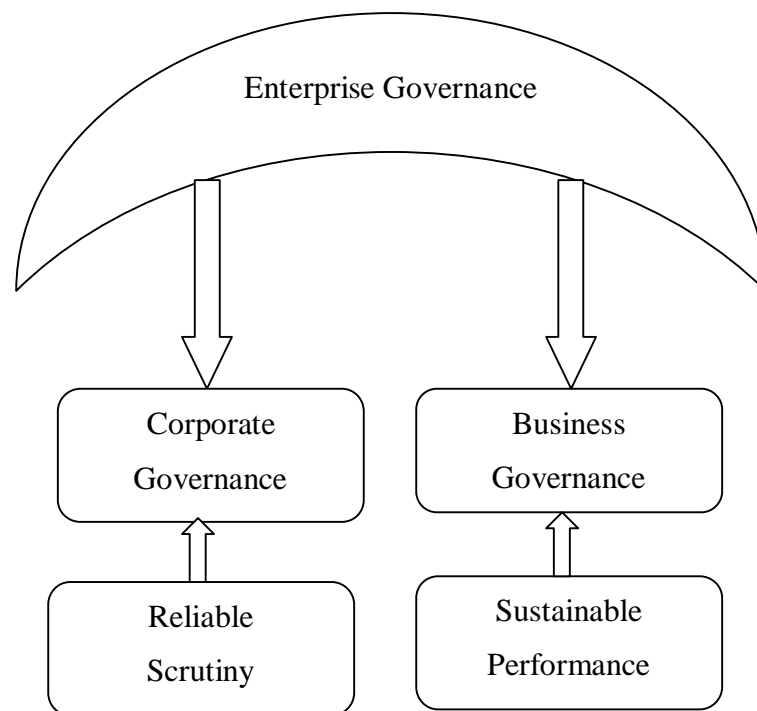 Enterprise Governance
Corporate
Governance
Business
Governance
Reliable
Scrutiny
Sustainable
Performance